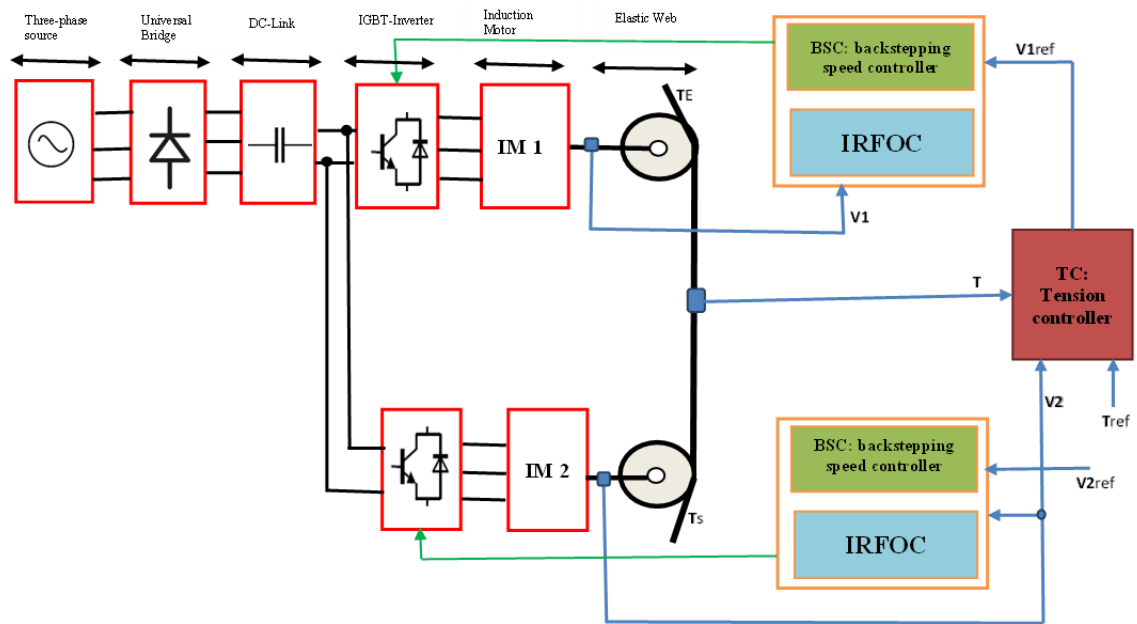 Three-phase
source
Universal
Bridge
DC-Link
IGBT-Inverter
Induction
Motor
Elastic Web
BSC: backstepping
speed controller
V1ref
TE
IM 1
IRFOC
V1
T
TC:
Tension
controller
V2
Tref
BSC: backstepping
speed controller
IM 2
V2ref
Ts
IRFOC